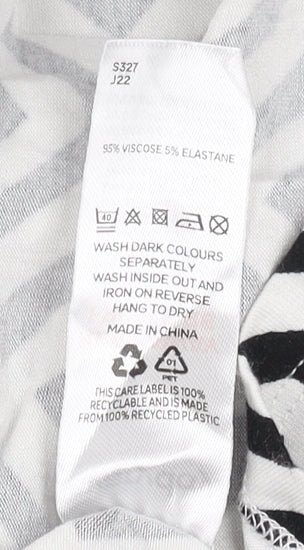 S327
J22
95% VISCOSE 5% ELASTANE
40
WASH DARK COLOURS
SEPARATELY
WASH INSIDE OUT AND
IRON ON REVERSE
HANG TO DRY
MADE IN CHINA
01
PET
THIS CARE LABEL IS 100%
RECYCLABLE AND IS MADE
FROM 100% RECYCLED PLASTIC